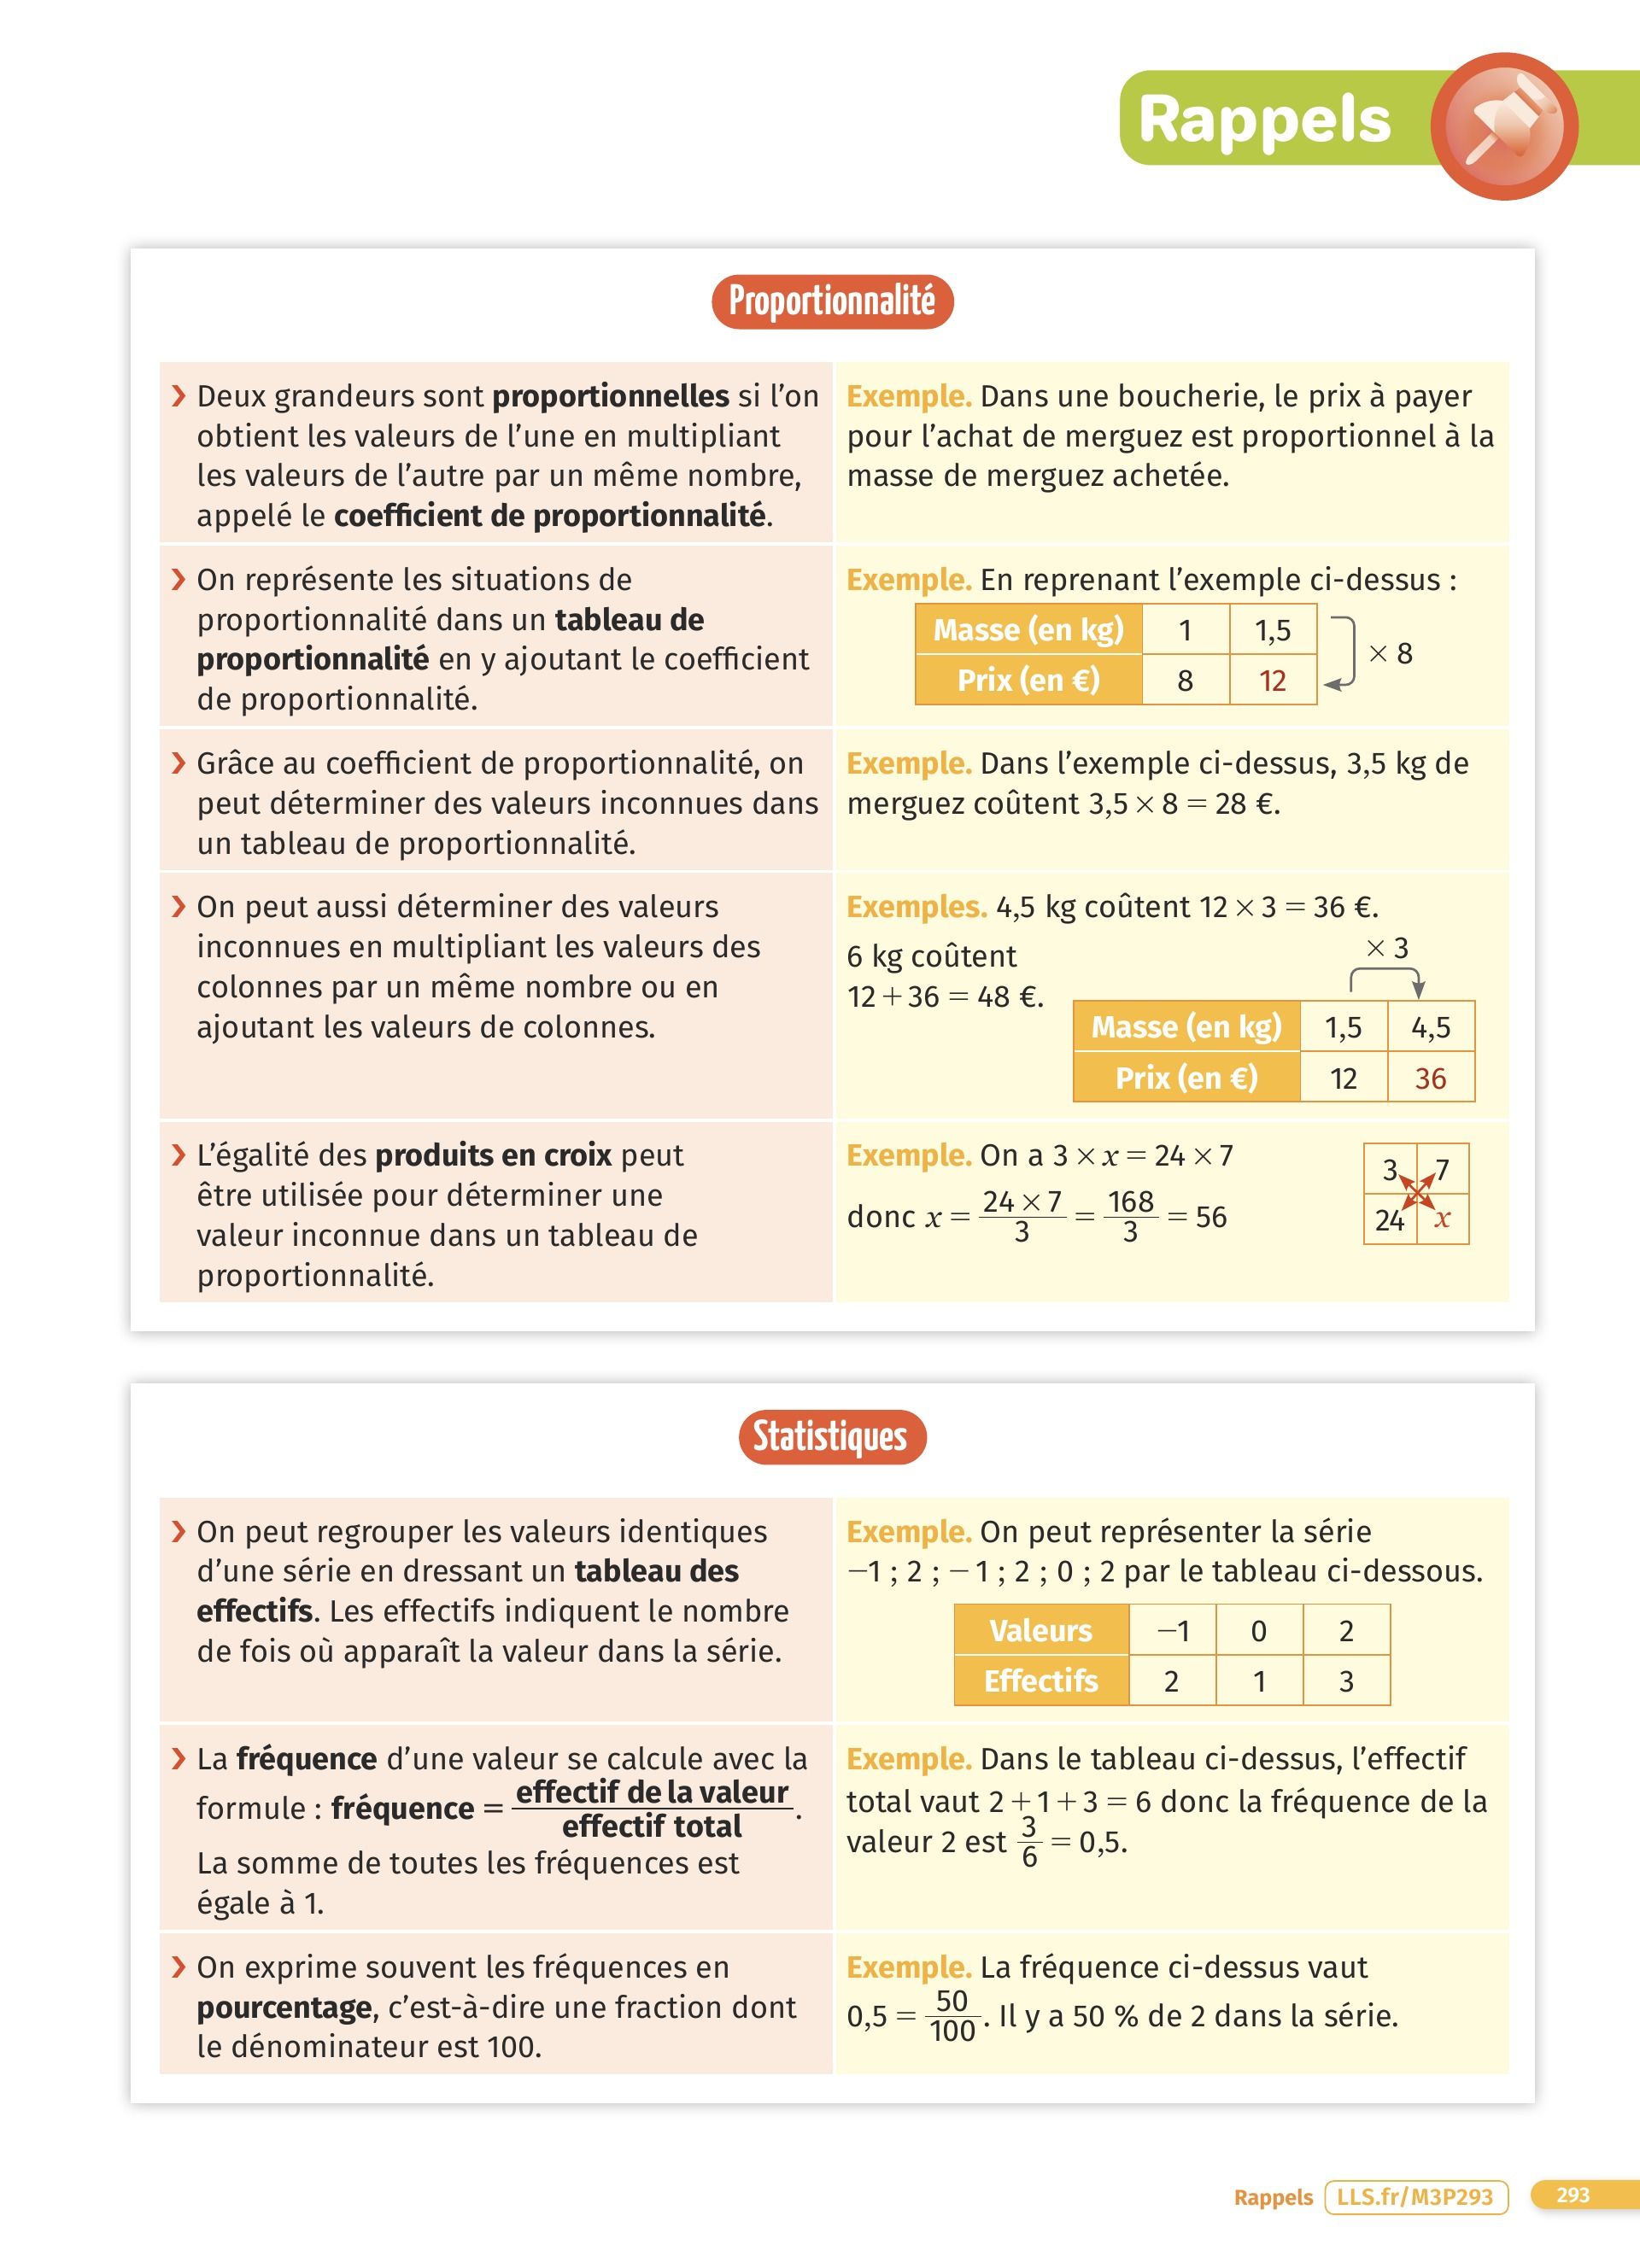 Rappels
Proportionnalité
❯ Deux grandeurs sont proportionnelles si l’on
obtient les valeurs de l’une en multipliant
les valeurs de l’autre par un même nombre,
appelé le coefficient de proportionnalité.
Exemple. Dans une boucherie, le prix à payer
pour l’achat de merguez est proportionnel à la
masse de merguez achetée.
❯ On représente les situations de
proportionnalité dans un tableau de
proportionnalité en y ajoutant le coefficient
de proportionnalité.
Exemple. En reprenant l’exemple ci-dessus :
Masse (en kg) 1 1,5
Prix (en €) 8 12
× 8
❯ Grâce au coefficient de proportionnalité, on
peut déterminer des valeurs inconnues dans
un tableau de proportionnalité.
Exemple. Dans l’exemple ci-dessus, 3,5 kg de
merguez coûtent 3,5 × 8 = 28 €.
❯ On peut aussi déterminer des valeurs
inconnues en multipliant les valeurs des
colonnes par un même nombre ou en
ajoutant les valeurs de colonnes.
Exemples. 4,5 kg coûtent 12 × 3 = 36 €.
6 kg coûtent
12 + 36 = 48 €.
× 3
Masse (en kg) 1,5 4,5
Prix (en €) 12 36
❯ L’égalité des produits en croix peut
être utilisée pour déterminer une
valeur inconnue dans un tableau de
proportionnalité.
Exemple. On a 3 × x = 24 × 7
donc x = 24 × 7 / 3 = 168 / 3 = 56
3 7
24 x
Statistiques
❯ On peut regrouper les valeurs identiques
d’une série en dressant un tableau des
effectifs. Les effectifs indiquent le nombre
de fois où apparaît la valeur dans la série.
Exemple. On peut représenter la série
−1 ; 2 ; − 1 ; 2 ; 0 ; 2 par le tableau ci-dessous.
Valeurs −1 0 2
Effectifs 2 1 3
❯ La fréquence d’une valeur se calcule avec la
formule : fréquence = effectif de la valeur / effectif total.
La somme de toutes les fréquences est
égale à 1.
Exemple. Dans le tableau ci-dessus, l’effectif
total vaut 2 + 1 + 3 = 6 donc la fréquence de la
valeur 2 est 3 / 6 = 0,5.
❯ On exprime souvent les fréquences en
pourcentage, c’est-à-dire une fraction dont
le dénominateur est 100.
Exemple. La fréquence ci-dessus vaut
0,5 = 50 / 100. Il y a 50 % de 2 dans la série.
Rappels LLS.fr/M3P293 293